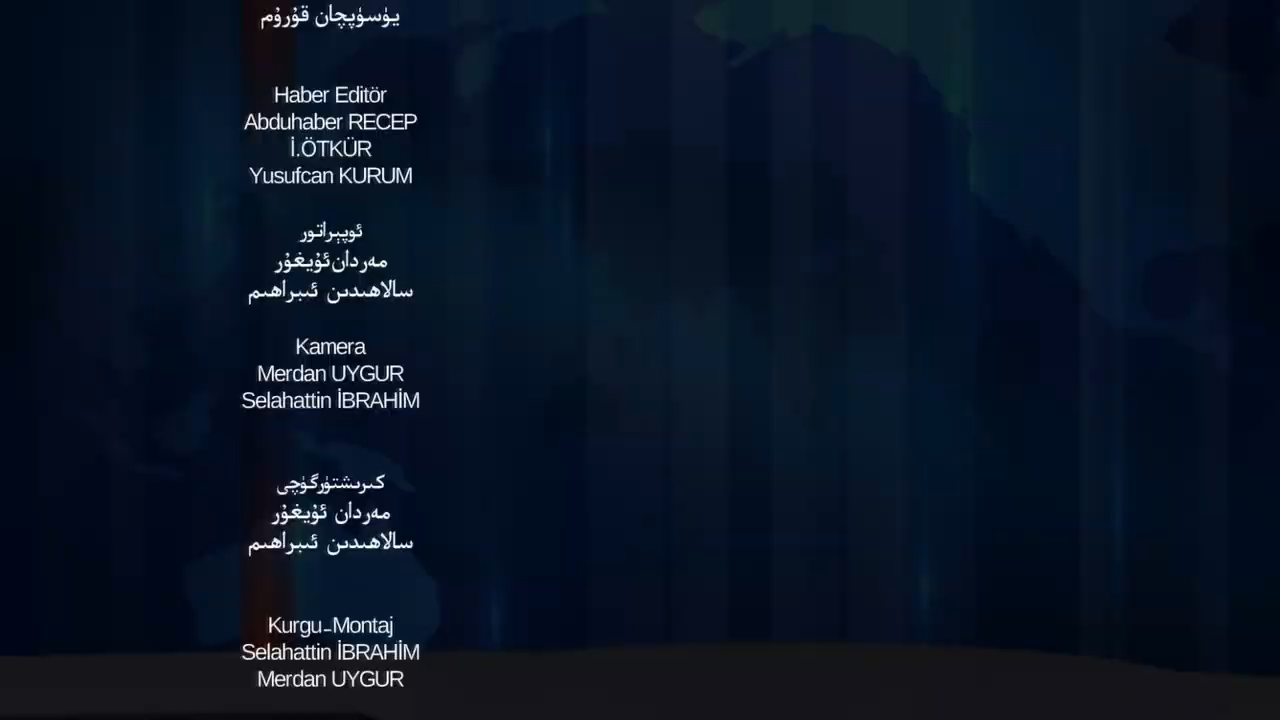 يۈسۈپچان قۇرۇم
Haber Editör
Abduhaber RECEP
İ.ÖTKÜR
Yusufcan KURUM
ئوپېراتور
مەردان ئۇيغۇر
سالاھىدىن ئىبراھىم
Kamera
Merdan UYGUR
Selahattin İBRAHİM
كىرىشتۈرگۈچى
مەردان ئۇيغۇر
سالاھىدىن ئىبراھىم
Kurgu-Montaj
Selahattin İBRAHİM
Merdan UYGUR